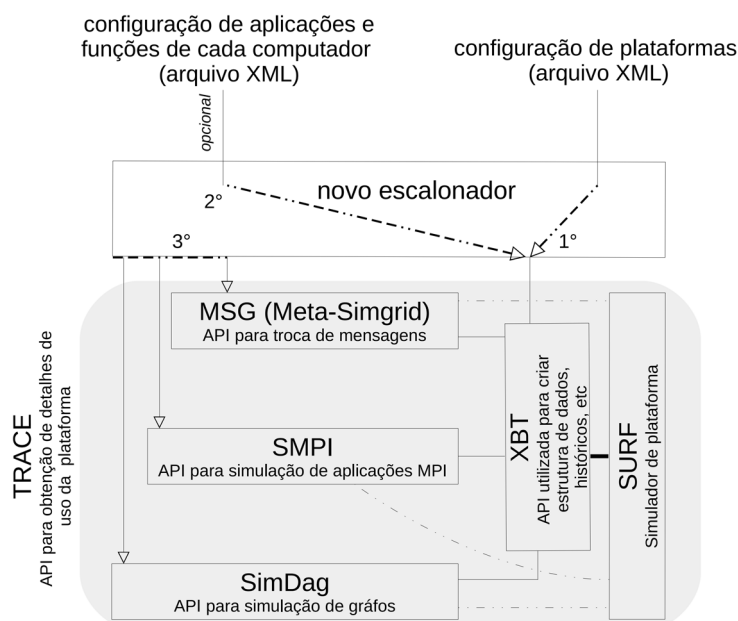 configuração de aplicações e
funções de cada computador
(arquivo XML)
configuração de plataformas
(arquivo XML)
opcional
novo escalonador
2°
1°
3°
MSG (Meta-Simgrid)
API para troca de mensagens
SMPI
API para simulação de aplicações MPI
SimDag
API para simulação de gráfos
XBT
API utilizada para criar
estrutura de dados,
históricos, etc
SURF
Simulador de plataforma
TRACE
API para obtenção de detalhes de
uso da plataforma